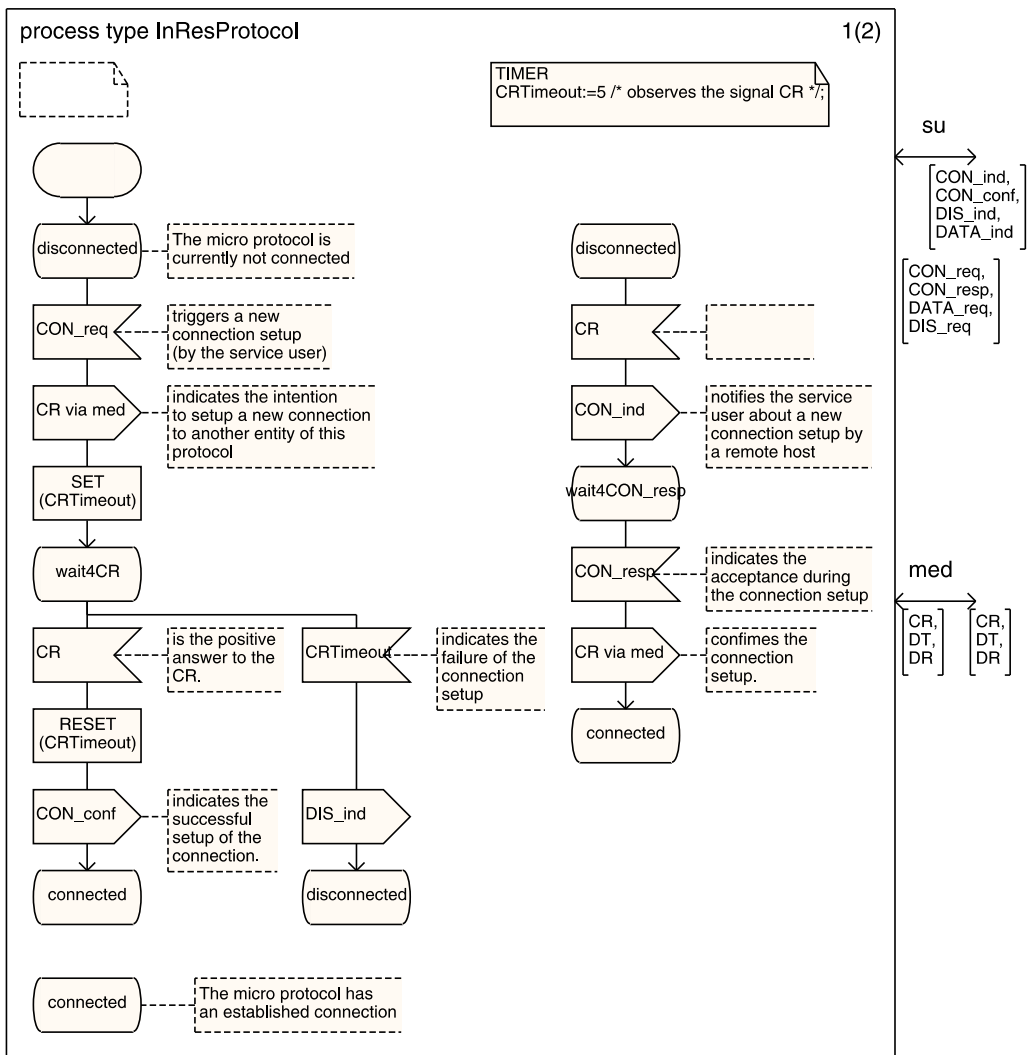 process type InResProtocol
1(2)
TIMER
CRTimeout:=5 /* observes the signal CR */;
disconnected
The micro protocol is
currently not connected
CON_req
triggers a new
connection setup
(by the service user)
CR via med
indicates the intention
to setup a new connection
to another entity of this
protocol
SET
(CRTimeout)
wait4CR
CR
is the positive
answer to the
CR.
RESET
(CRTimeout)
CON_conf
indicates the
successful
setup of the
connection.
connected
CRTimeout
indicates the
failure of the
connection
setup
DIS_ind
disconnected
connected
The micro protocol has
an established connection
disconnected
CR
CON_ind
notifies the service
user about a new
connection setup by
a remote host
wait4CON_resp
CON_resp
indicates the
acceptance during
the connection setup
CR via med
confimes the
connection
setup.
connected
su
CON_ind,
CON_conf,
DIS_ind,
DATA_ind
CON_req,
CON_resp,
DATA_req,
DIS_req
med
CR,
DT,
DR
CR,
DT,
DR